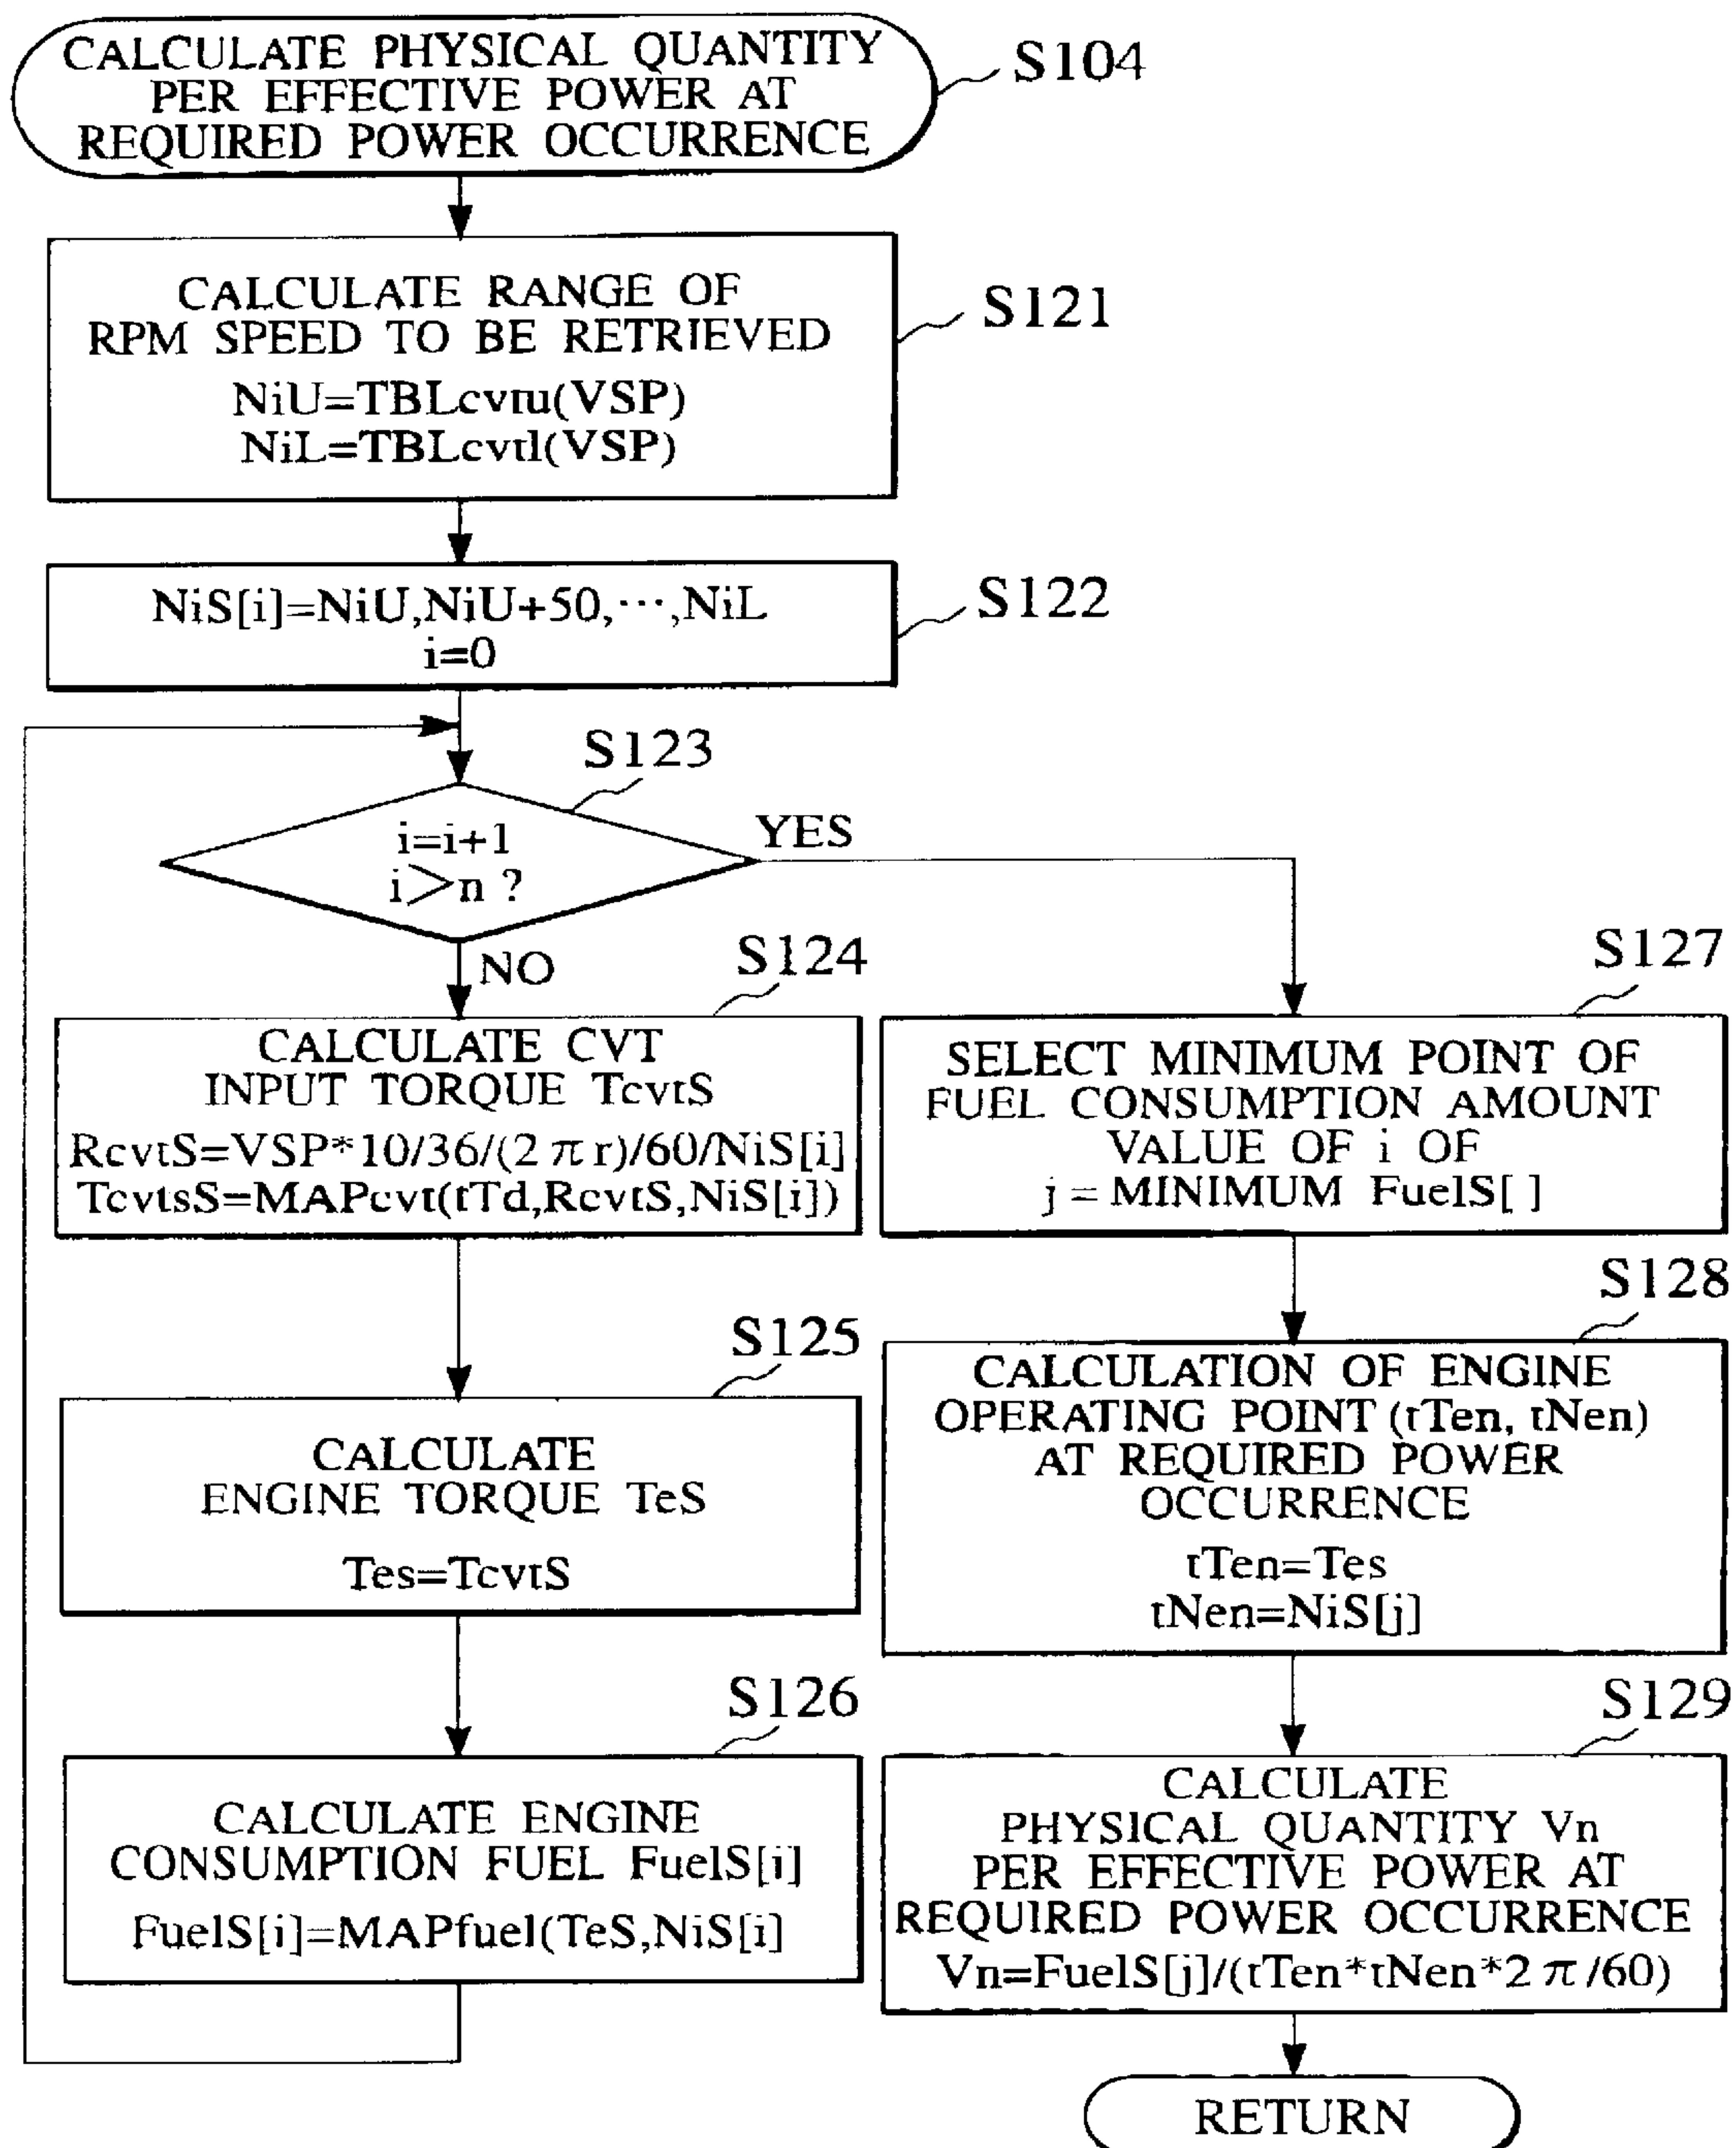 CALCULATE PHYSICAL QUANTITY
PER EFFECTIVE POWER AT
REQUIRED POWER OCCURRENCE
S104
CALCULATE RANGE OF
RPM SPEED TO BE RETRIEVED
NiU=TBLcvtu(VSP)
NiL=TBLcvtl(VSP)
S121
NiS[i]=NiU,NiU+50,···,NiL
i=0
S122
S123
i=i+1
i>n ?
YES
NO
S124
CALCULATE CVT
INPUT TORQUE TcvtS
RcvtS=VSP*10/36/(2πr)/60/NiS[i]
TcvtsS=MAPcvt(tTd,RcvtS,NiS[i])
S125
CALCULATE
ENGINE TORQUE TeS
Tes=TcvtS
S126
CALCULATE ENGINE
CONSUMPTION FUEL FuelS[i]
FuelS[i]=MAPfuel(TeS,NiS[i]
S127
SELECT MINIMUM POINT OF
FUEL CONSUMPTION AMOUNT
VALUE OF i OF
j = MINIMUM FuelS[ ]
S128
CALCULATION OF ENGINE
OPERATING POINT (tTen, tNen)
AT REQUIRED POWER
OCCURRENCE
tTen=Tes
tNen=NiS[j]
S129
CALCULATE
PHYSICAL QUANTITY Vn
PER EFFECTIVE POWER AT
REQUIRED POWER OCCURRENCE
Vn=FuelS[j]/(tTen*tNen*2π/60)
RETURN